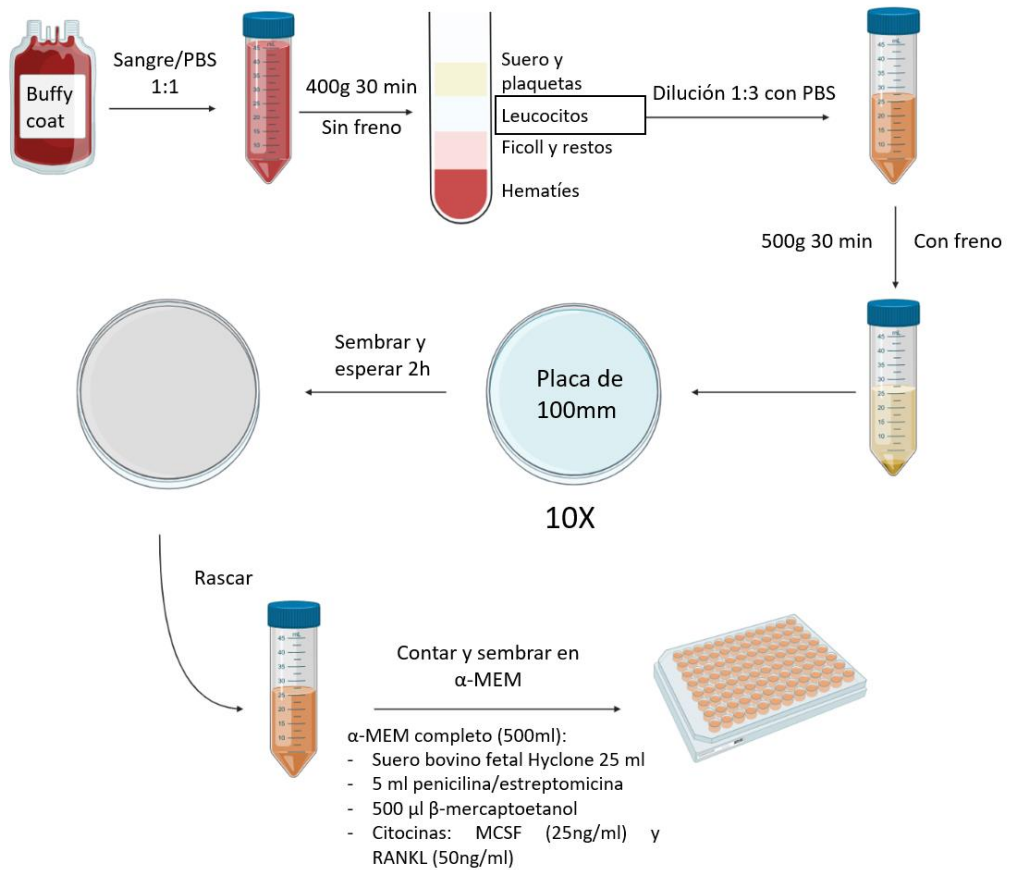 Buffy
coat
Sangre/PBS
1:1
400g 30 min
Sin freno
Suero y
plaquetas
Leucocitos
Ficoll y restos
Hematíes
Dilución 1:3 con PBS
500g 30 min
Con freno
Placa de
100mm
10X
Sembrar y
esperar 2h
Rascar
Contar y sembrar en
α-MEM
α-MEM completo (500ml):
- Suero bovino fetal Hyclone 25 ml
- 5 ml penicilina/estreptomicina
- 500 µl β-mercaptoetanol
- Citocinas: MCSF (25ng/ml) y
RANKL (50ng/ml)